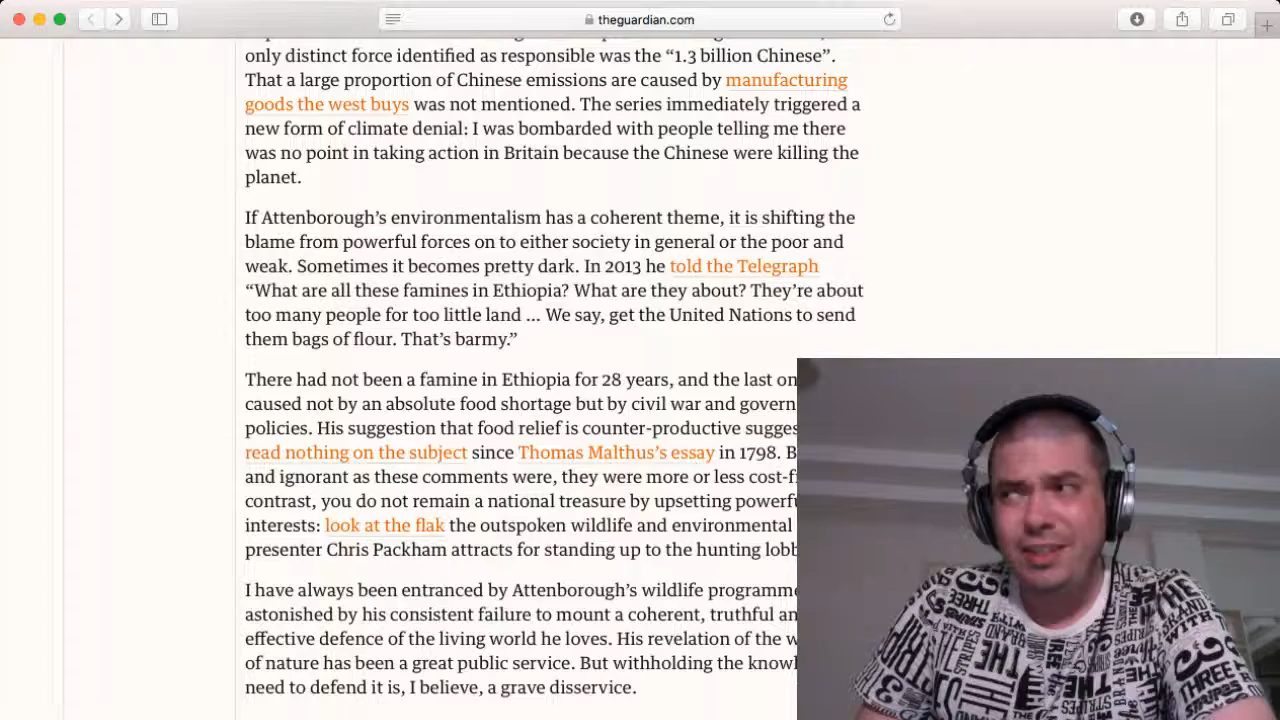 theguardian.com
only distinct force identified as responsible was the “1.3 billion Chinese”.
That a large proportion of Chinese emissions are caused by manufacturing
goods the west buys was not mentioned. The series immediately triggered a
new form of climate denial: I was bombarded with people telling me there
was no point in taking action in Britain because the Chinese were killing the
planet.
If Attenborough’s environmentalism has a coherent theme, it is shifting the
blame from powerful forces on to either society in general or the poor and
weak. Sometimes it becomes pretty dark. In 2013 he told the Telegraph
“What are all these famines in Ethiopia? What are they about? They’re about
too many people for too little land ... We say, get the United Nations to send
them bags of flour. That’s barmy.”
There had not been a famine in Ethiopia for 28 years, and the last
caused not by an absolute food shortage but by civil war and
policies. His suggestion that food relief is counter-productive
read nothing on the subject since Thomas Malthus’s essay in 1798.
and ignorant as these comments were, they were more or less
contrast, you do not remain a national treasure by upsetting
interests: look at the flak the outspoken wildlife and environmental
presenter Chris Packham attracts for standing up to the hunting
I have always been entranced by Attenborough’s wildlife
astonished by his consistent failure to mount a coherent, truthful
effective defence of the living world he loves. His revelation of the
of nature has been a great public service. But withholding the
need to defend it is, I believe, a grave disservice.
THREE
BRAND
WITH
THE
STRIPES